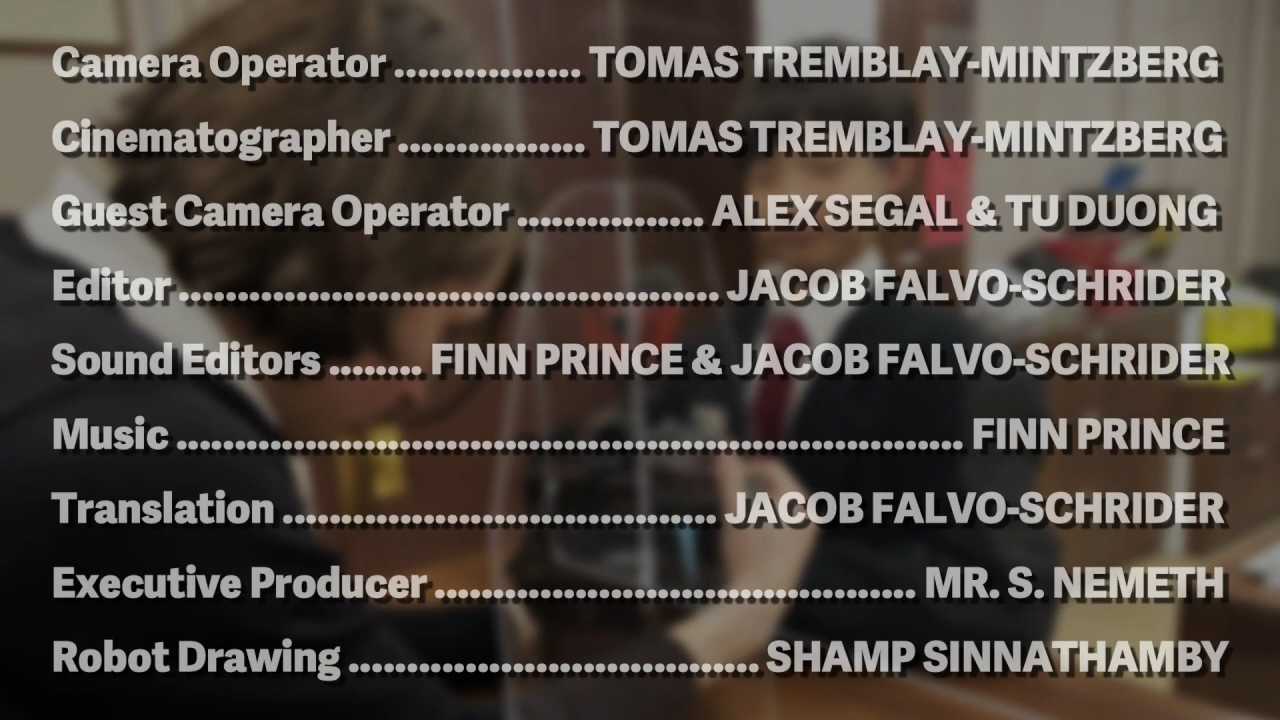 Camera Operator ................ TOMAS TREMBLAY-MINTZBERG
Cinematographer ................ TOMAS TREMBLAY-MINTZBERG
Guest Camera Operator ................ ALEX SEGAL & TU DUONG
Editor .............................................. JACOB FALVO-SCHRIDER
Sound Editors ........ FINN PRINCE & JACOB FALVO-SCHRIDER
Music ................................................................... FINN PRINCE
Translation ..................................... JACOB FALVO-SCHRIDER
Executive Producer ......................................... MR. S. NEMETH
Robot Drawing ................................... SHAMP SINNATHAMBY